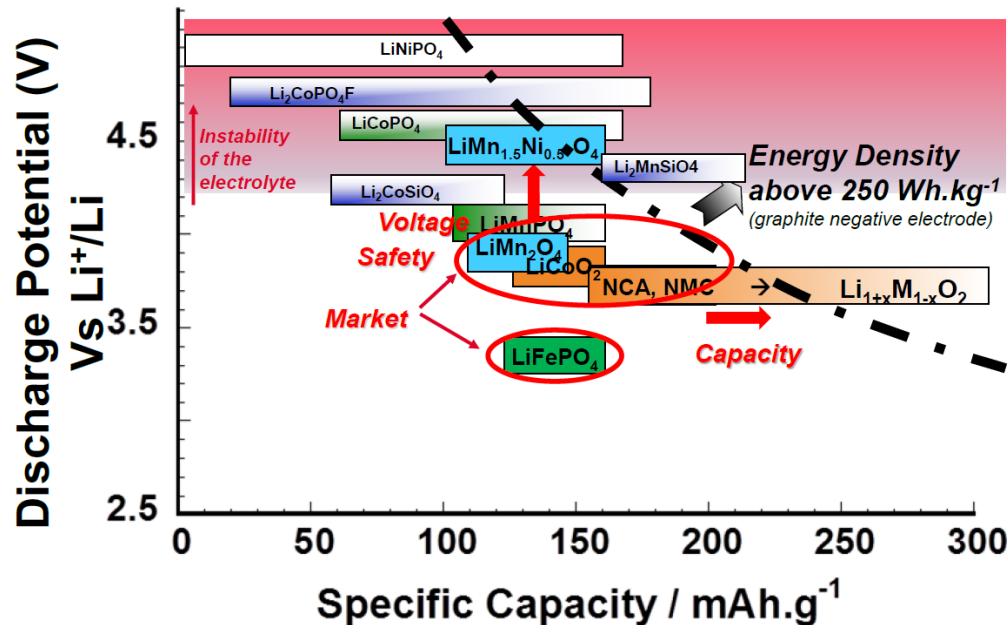 Discharge Potential (V)
Vs Li⁺/Li
4.5
3.5
2.5
LiNiPO₄
Li₂CoPO₄F
LiCoPO₄
Instability
of the
electrolyte
LiMn₁.₅Ni₀.₅O₄
Li₂MnSiO4
Energy Density
above 250 Wh.kg⁻¹
(graphite negative electrode)
Li₂CoSiO₄
Voltage
LiMnPO₄
Safety
LiMn₂O₄
LiCoO₂
NCA, NMC → Li₁₊ₓM₁₋ₓO₂
Market
Capacity
LiFePO₄
0 50 100 150 200 250 300
Specific Capacity / mAh.g⁻¹